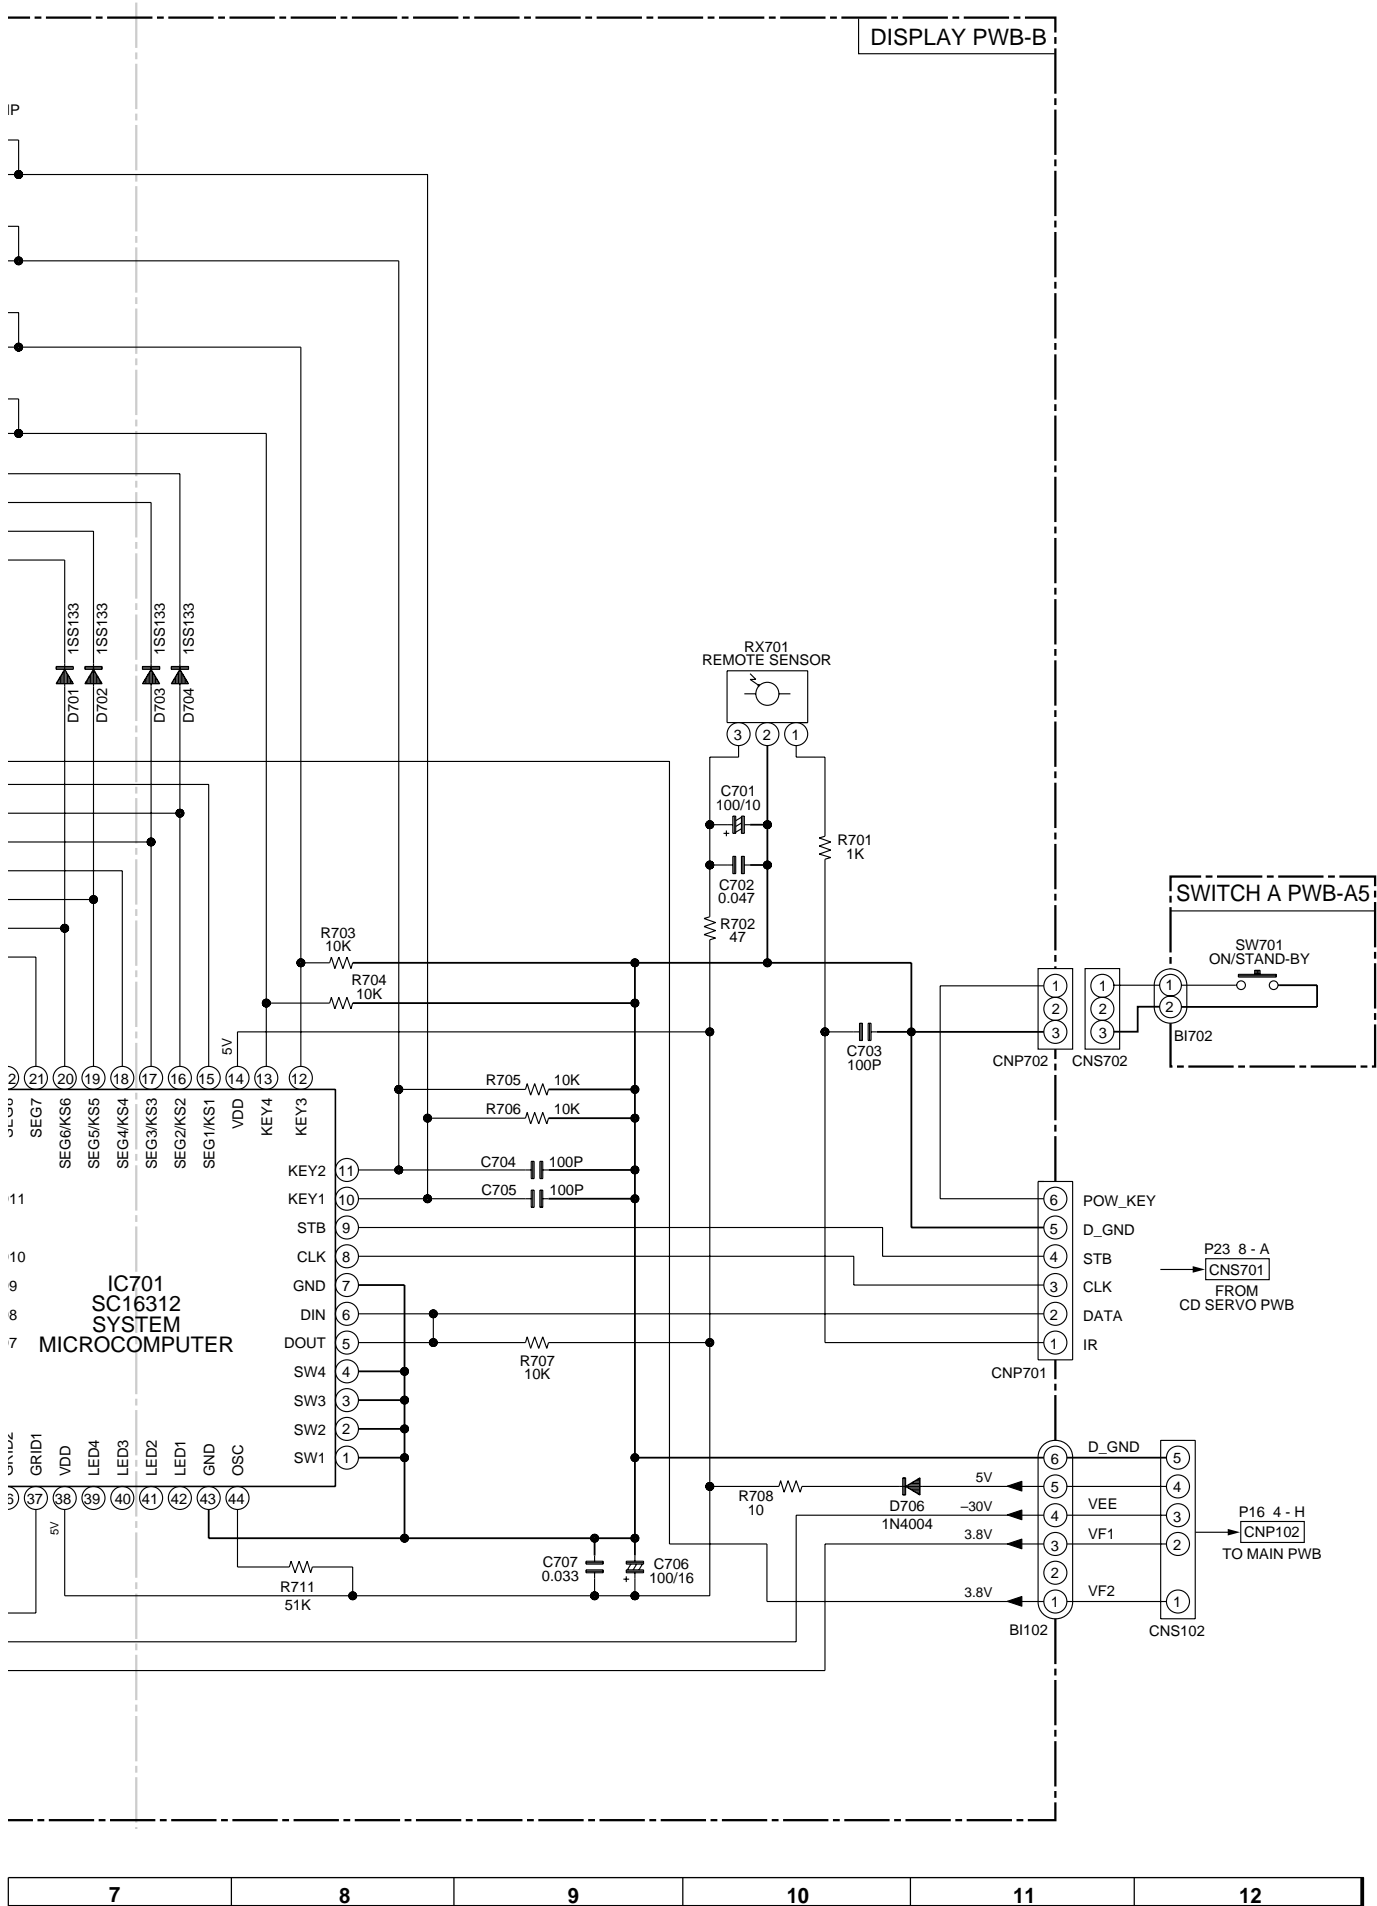 DISPLAY PWB-B
IP
1SS133
1SS133
1SS133
1SS133
D701
D702
D703
D704
RX701
REMOTE SENSOR
3 2 1
C701
100/10
+
R701
1K
C702
0.047
R702
47
SWITCH A PWB-A5
SW701
ON/STAND-BY
R703
10K
R704
10K
1
2
3
CNP702
1
2
3
CNS702
1
2
BI702
C703
100P
5V
21 20 19 18 17 16 15 14 13 12
SEG7
SEG6/KS6
SEG5/KS5
SEG4/KS4
SEG3/KS3
SEG2/KS2
SEG1/KS1
VDD
KEY4
KEY3
R705 10K
R706 10K
KEY2 11
C704 100P
KEY1 10
C705 100P
STB 9
CLK 8
GND 7
DIN 6
DOUT 5
SW4 4
SW3 3
SW2 2
SW1 1
IC701
SC16312
SYSTEM
MICROCOMPUTER
R707
10K
6 POW_KEY
5 D_GND
4 STB
3 CLK
2 DATA
1 IR
CNP701
P23 8 - A
CNS701
FROM
CD SERVO PWB
GRID1
VDD
LED4
LED3
LED2
LED1
GND
OSC
37 38 39 40 41 42 43 44
5V
R711
51K
C707
0.033
+
C706
100/16
R708
10
D706
1N4004
5V
–30V
3.8V
3.8V
6
5
4
3
2
1
BI102
D_GND
VEE
VF1
VF2
5
4
3
2
1
CNS102
P16 4 - H
CNP102
TO MAIN PWB
7 8 9 10 11 12